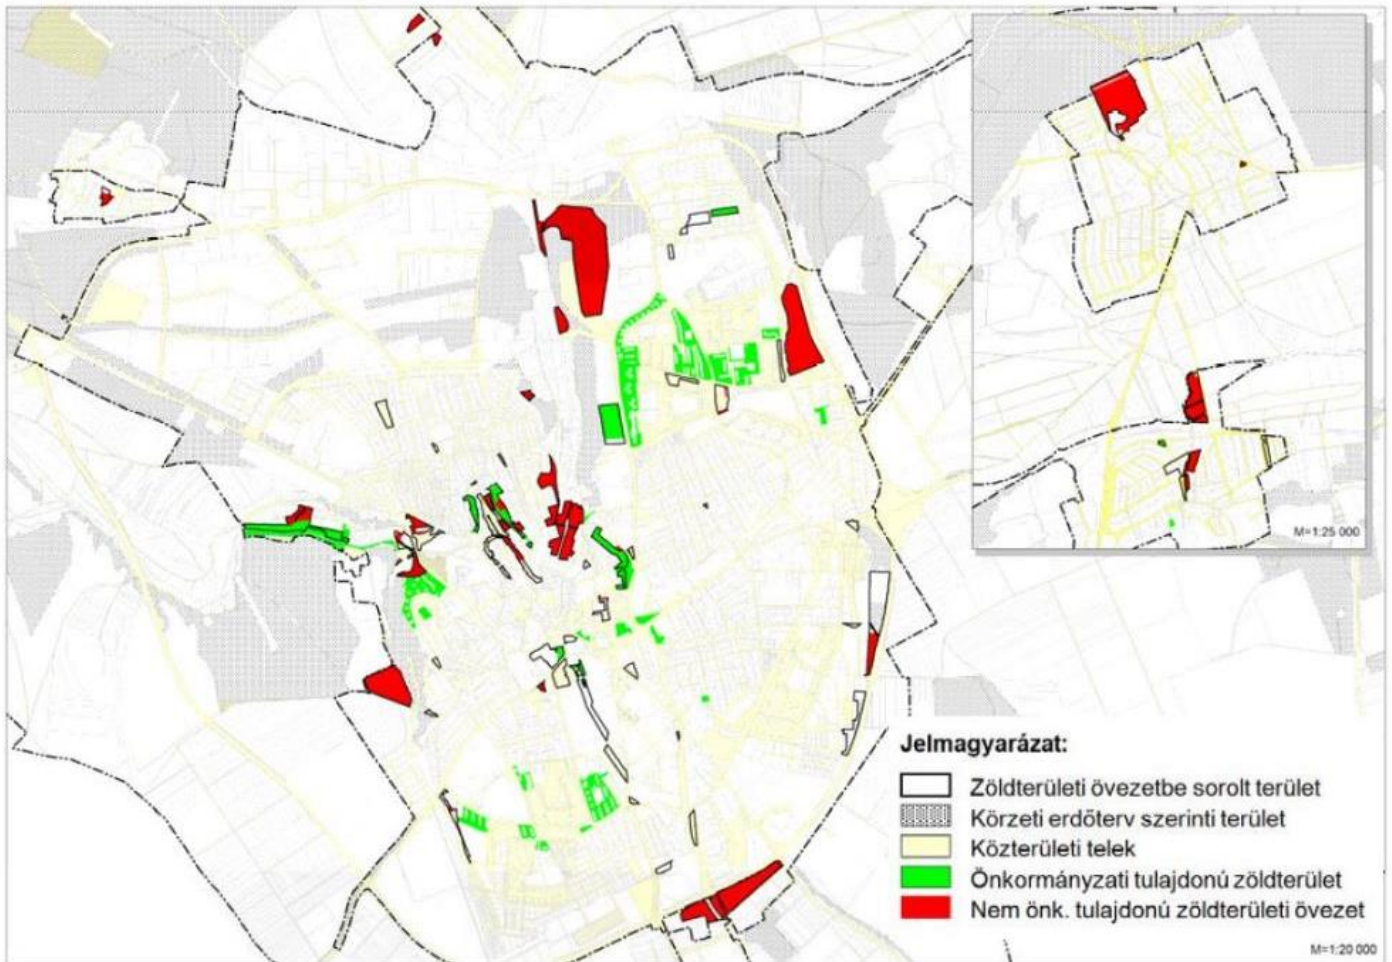 M=1:25 000
Jelmagyarázat:
Zöldterületi övezetbe sorolt terület
Körzeti erdőterv szerinti terület
Közterületi telek
Önkormányzati tulajdonú zöldterület
Nem önk. tulajdonú zöldterületi övezet
M=1:20 000